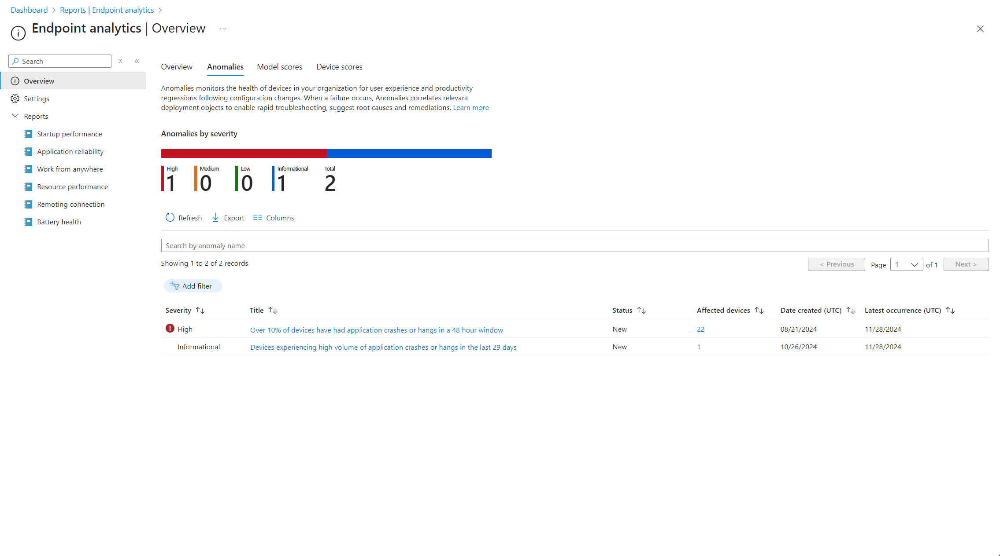 Dashboard > Reports | Endpoint analytics >
Endpoint analytics | Overview ...
Search
Overview
Settings
Reports
Startup performance
Application reliability
Work from anywhere
Resource performance
Remoting connection
Battery health
Overview Anomalies Model scores Device scores
Anomalies monitors the health of devices in your organization for user experience and productivity
regressions following configuration changes. When a failure occurs, Anomalies correlates relevant
deployment objects to enable rapid troubleshooting, suggest root causes and remediations. Learn more
Anomalies by severity
High Medium Low Informational Total
1 0 0 1 2
Refresh Export Columns
Search by anomaly name
Showing 1 to 2 of 2 records
< Previous Page 1 of 1 Next >
Add filter
Severity Title Status Affected devices Date created (UTC) Latest occurrence (UTC)
High Over 10% of devices have had application crashes or hangs in a 48 hour window New 22 08/21/2024 11/28/2024
Informational Devices experiencing high volume of application crashes or hangs in the last 29 days New 1 10/26/2024 11/28/2024